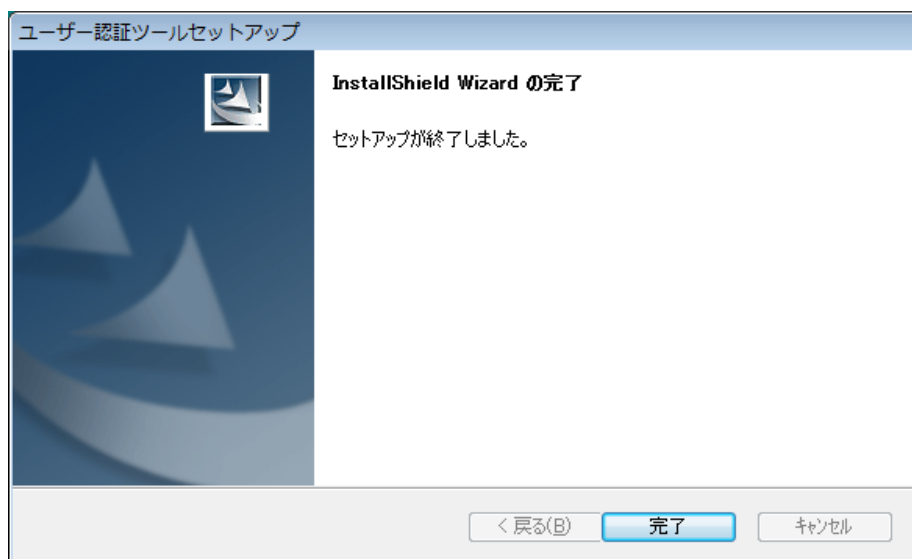 ユーザー認証ツールセットアップ
InstallShield Wizard の完了
セットアップが終了しました。
< 戻る(B)
完了
キャンセル